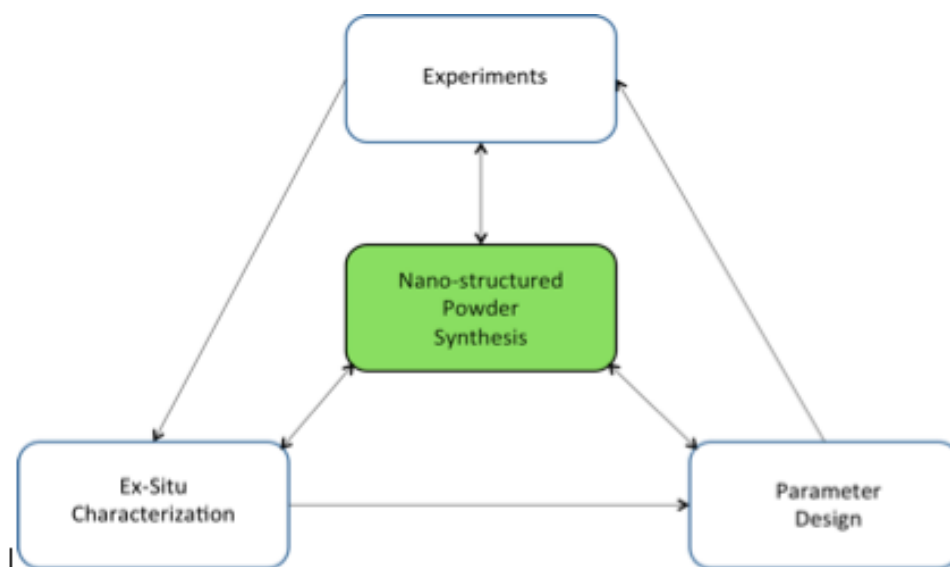 Experiments
Nano-structured
Powder
Synthesis
Ex-Situ
Characterization
Parameter
Design